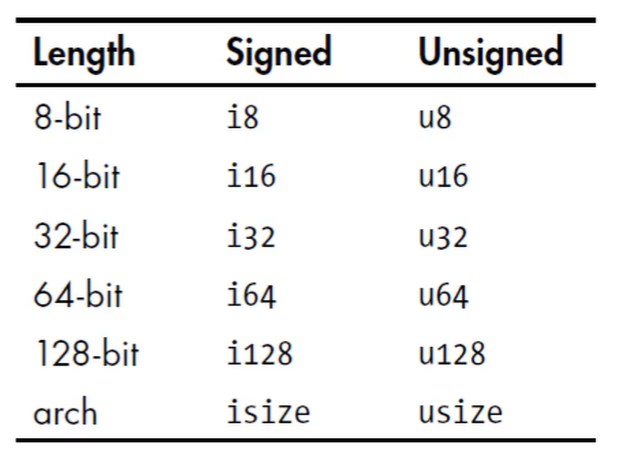 Length Signed Unsigned
8-bit i8 u8
16-bit i16 u16
32-bit i32 u32
64-bit i64 u64
128-bit i128 u128
arch isize usize